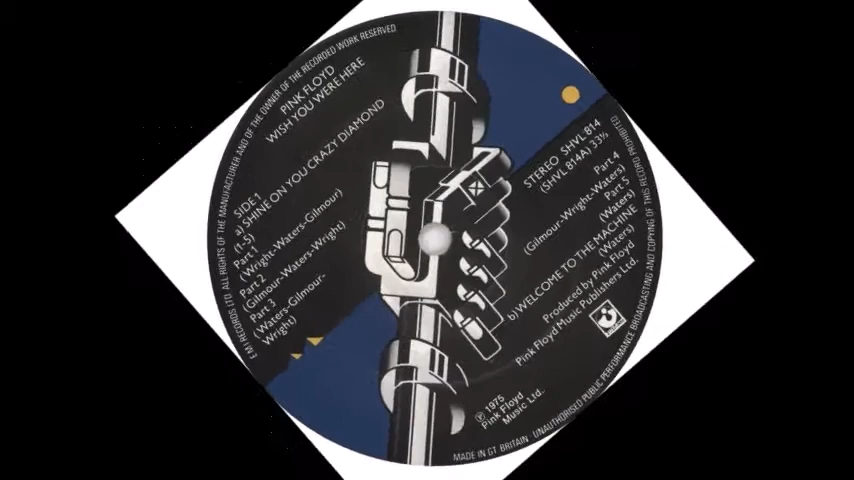 EMI RECORDS LTD ALL RIGHTS OF THE MANUFACTURER AND OF THE OWNER OF THE RECORDED WORK RESERVED
PINK FLOYD
WISH YOU WERE HERE
SIDE 1
a) SHINE ON YOU CRAZY DIAMOND
(1-5)
Part 1
(Wright-Waters-Gilmour)
Part 2
(Gilmour-Waters-Wright)
Part 3
(Waters-Gilmour-
Wright)
STEREO SHVL 814
(SHVL 814A) 33⅓
Part 4
(Gilmour-Wright-Waters)
Part 5
(Waters)
b) WELCOME TO THE MACHINE
(Waters)
Produced by Pink Floyd
Pink Floyd Music Publishers Ltd.
℗ 1975
Pink Floyd
Music Ltd.
MADE IN GT BRITAIN UNAUTHORISED PUBLIC PERFORMANCE BROADCASTING AND COPYING OF THIS RECORD PROHIBITED